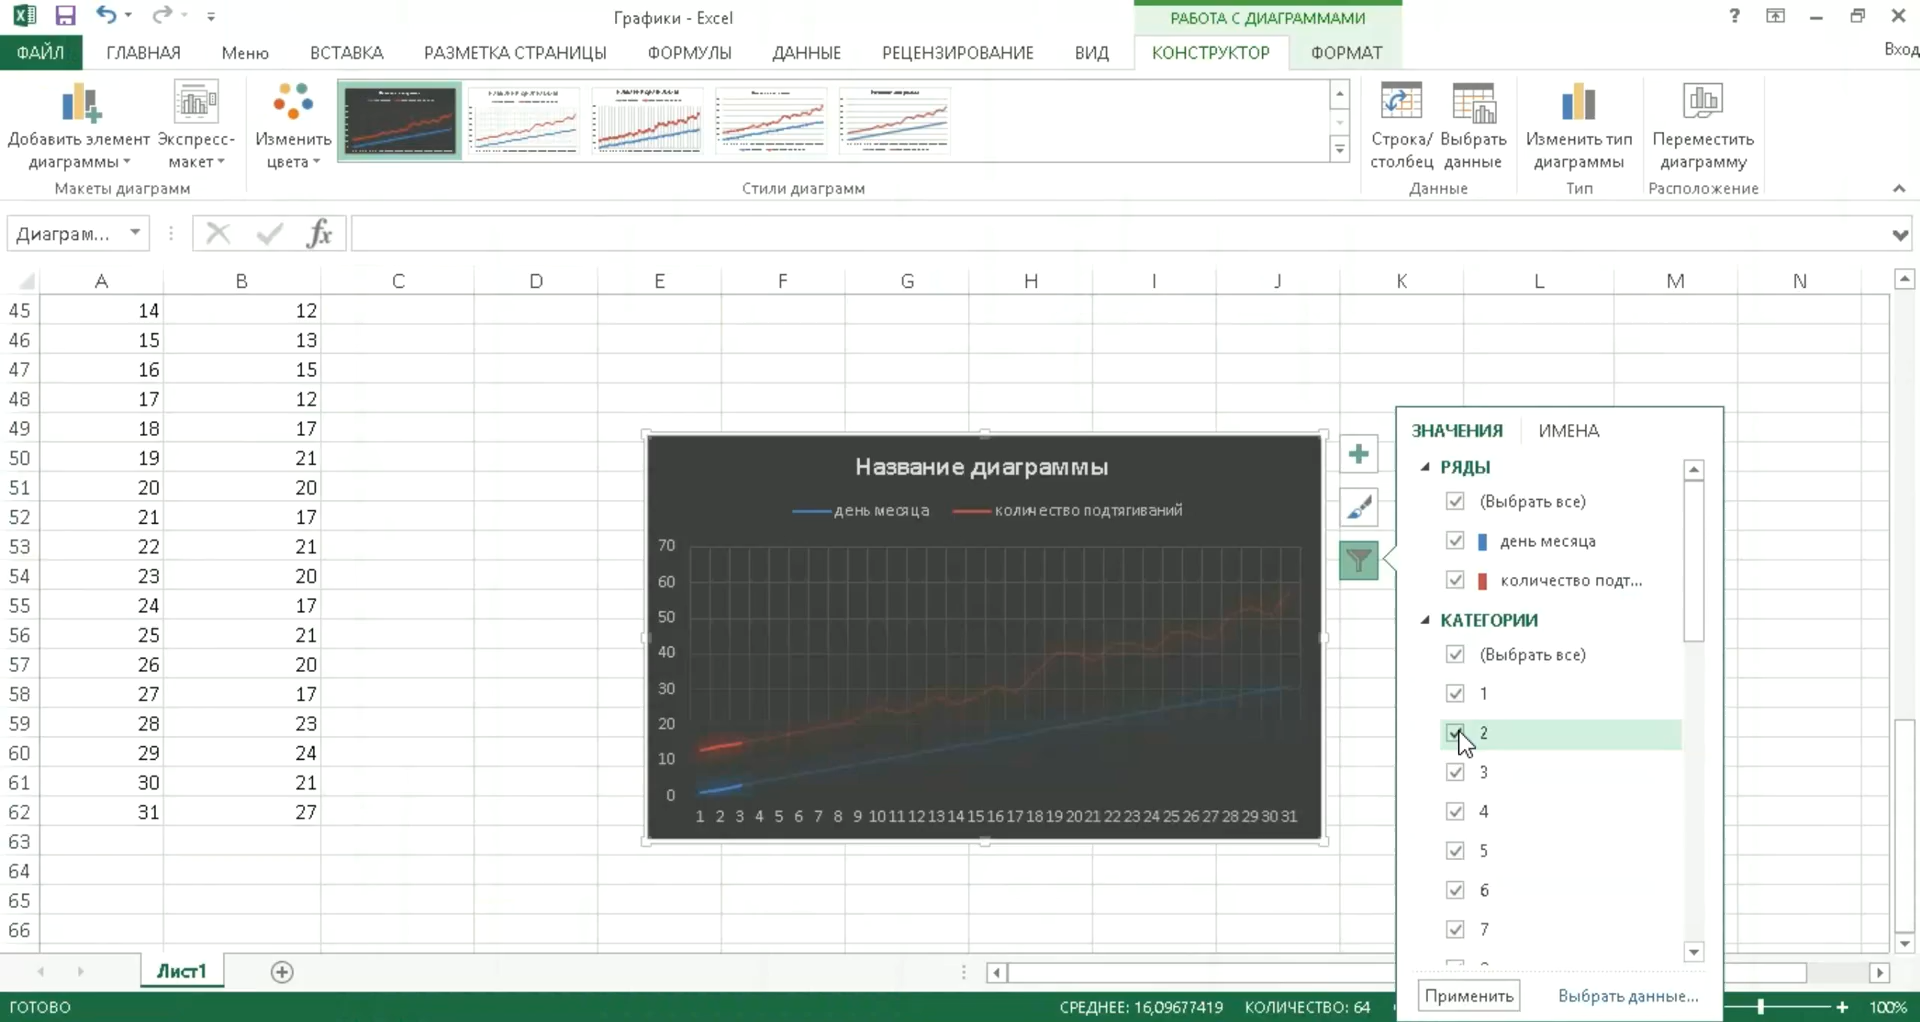 Графики - Excel
РАБОТА С ДИАГРАММАМИ
?
Вход
ФАЙЛ ГЛАВНАЯ Меню ВСТАВКА РАЗМЕТКА СТРАНИЦЫ ФОРМУЛЫ ДАННЫЕ РЕЦЕНЗИРОВАНИЕ ВИД КОНСТРУКТОР ФОРМАТ
Добавить элемент диаграммы
Экспресс-макет
Изменить цвета
Строка/столбец
Выбрать данные
Изменить тип диаграммы
Переместить диаграмму
Макеты диаграмм
Стили диаграмм
Данные
Тип
Расположение
Диаграм...
fx
A B C D E F G H I J K L M N
45 14 12
46 15 13
47 16 15
48 17 12
49 18 17
50 19 21
51 20 20
52 21 17
53 22 21
54 23 20
55 24 17
56 25 21
57 26 20
58 27 17
59 28 23
60 29 24
61 30 21
62 31 27
63
64
65
66
Название диаграммы
день месяца количество подтягиваний
70
60
50
40
30
20
10
0
1 2 3 4 5 6 7 8 9 10 11 12 13 14 15 16 17 18 19 20 21 22 23 24 25 26 27 28 29 30 31
ЗНАЧЕНИЯ ИМЕНА
РЯДЫ
(Выбрать все)
день месяца
количество подт...
КАТЕГОРИИ
(Выбрать все)
1
2
3
4
5
6
7
Применить Выбрать данные...
Лист1
ГОТОВО СРЕДНЕЕ: 16,09677419 КОЛИЧЕСТВО: 64 100%